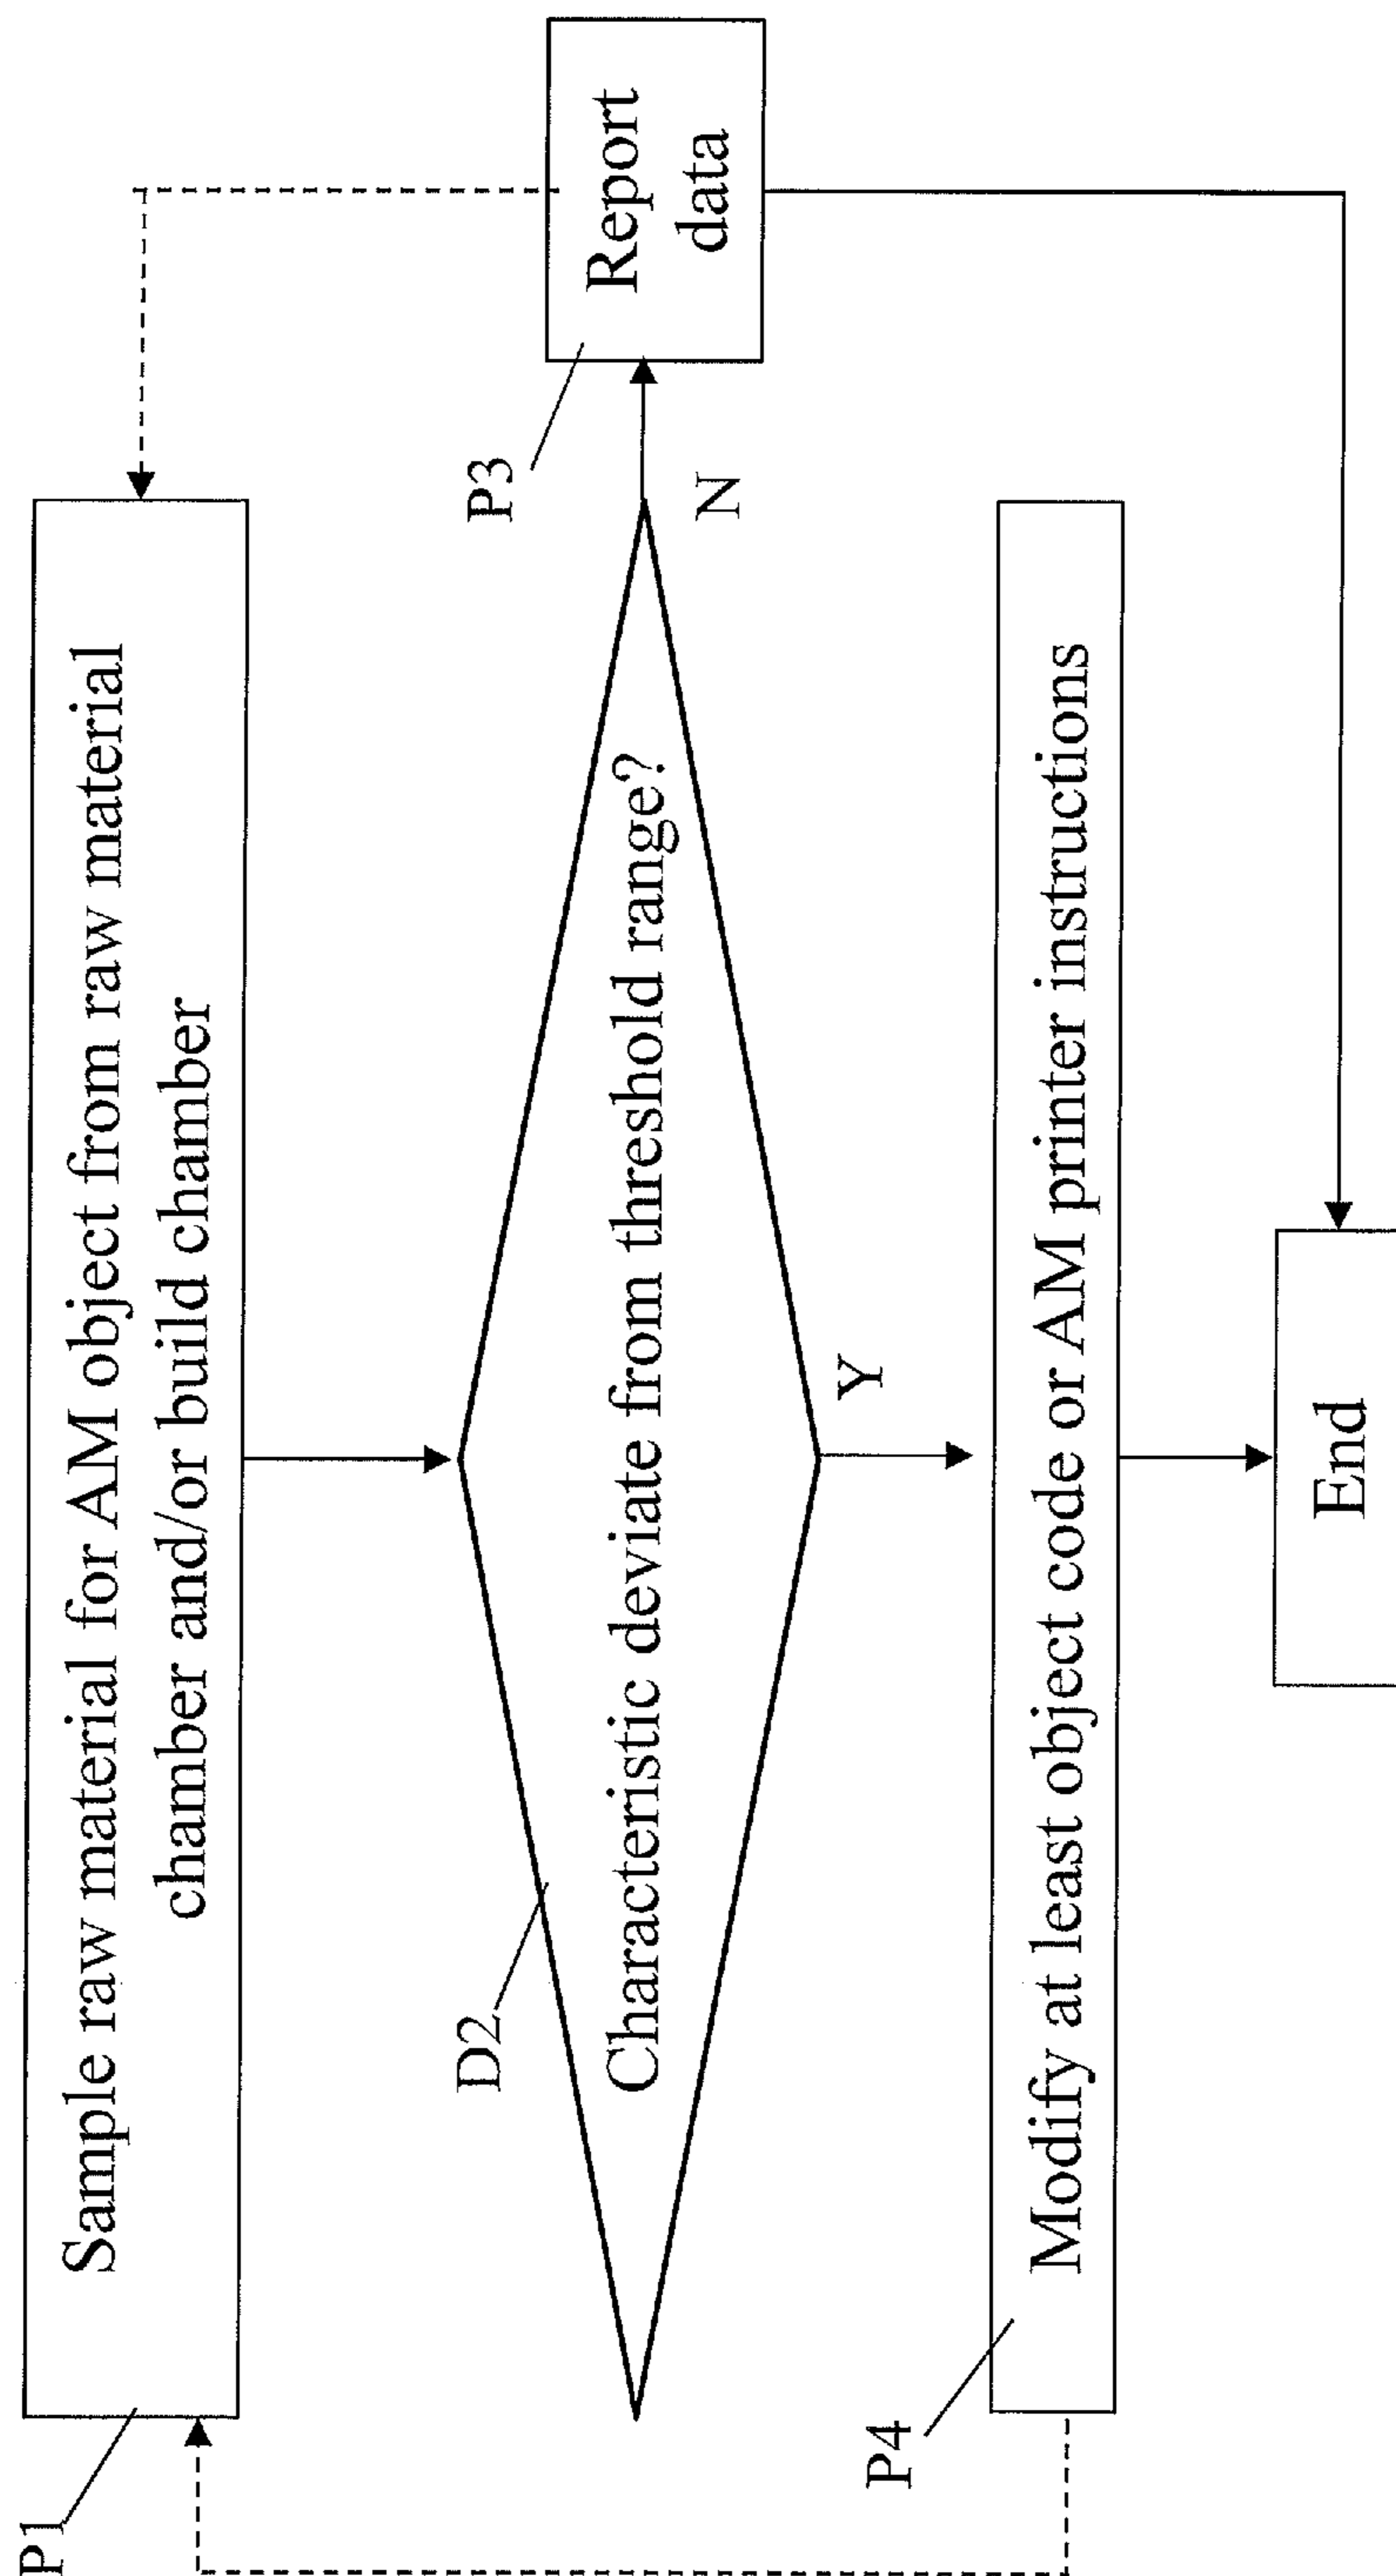 P1
Sample raw material for AM object from raw material
chamber and/or build chamber
D2
Characteristic deviate from threshold range?
P3
Report
data
N
Y
P4
Modify at least object code or AM printer instructions
End